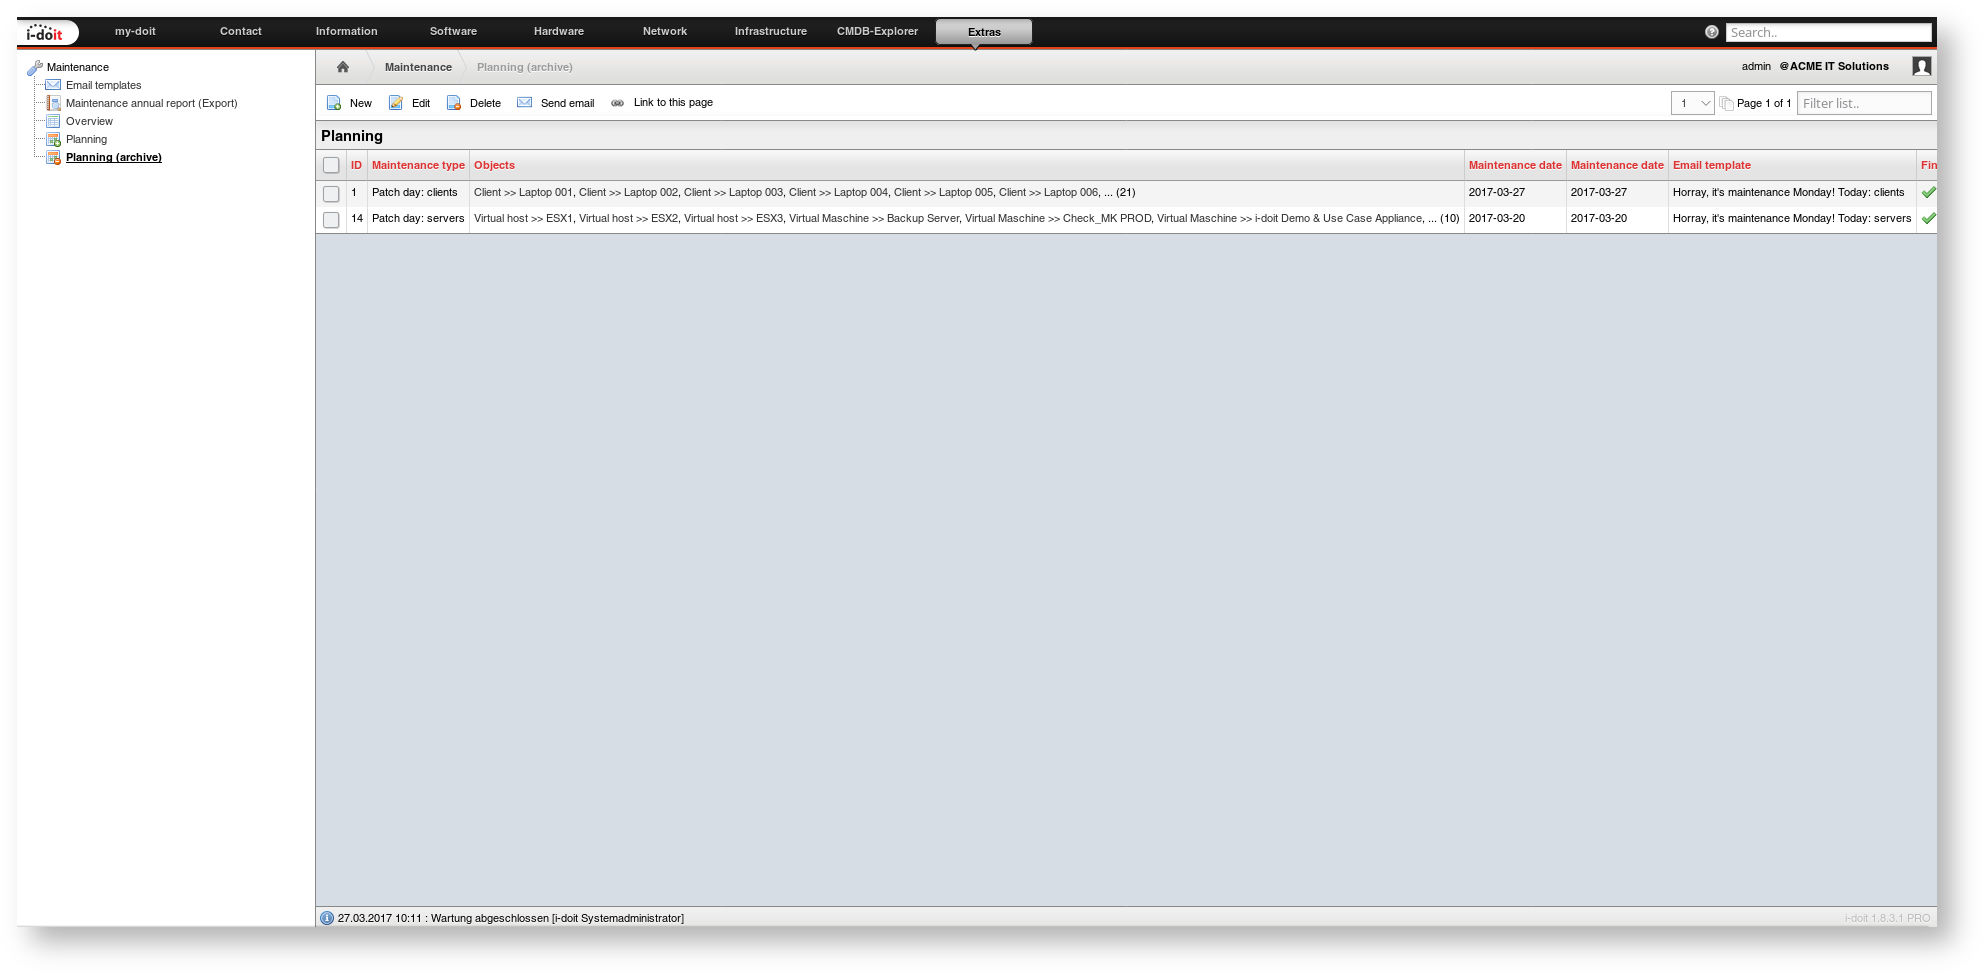 i-doit my-doit Contact Information Software Hardware Network Infrastructure CMDB-Explorer Extras ? Search..
Maintenance
Email templates
Maintenance annual report (Export)
Overview
Planning
Planning (archive)
Maintenance Planning (archive) admin @ACME IT Solutions
New Edit Delete Send email Link to this page 1 Page 1 of 1 Filter list..
Planning
ID Maintenance type Objects Maintenance date Maintenance date Email template Fin
1 Patch day: clients Client >> Laptop 001, Client >> Laptop 002, Client >> Laptop 003, Client >> Laptop 004, Client >> Laptop 005, Client >> Laptop 006, ... (21) 2017-03-27 2017-03-27 Horray, it's maintenance Monday! Today: clients
14 Patch day: servers Virtual host >> ESX1, Virtual host >> ESX2, Virtual host >> ESX3, Virtual Maschine >> Backup Server, Virtual Maschine >> Check_MK PROD, Virtual Maschine >> i-doit Demo & Use Case Appliance, ... (10) 2017-03-20 2017-03-20 Horray, it's maintenance Monday! Today: servers
27.03.2017 10:11 : Wartung abgeschlossen [i-doit Systemadministrator] i-doit 1.8.3.1 PRO